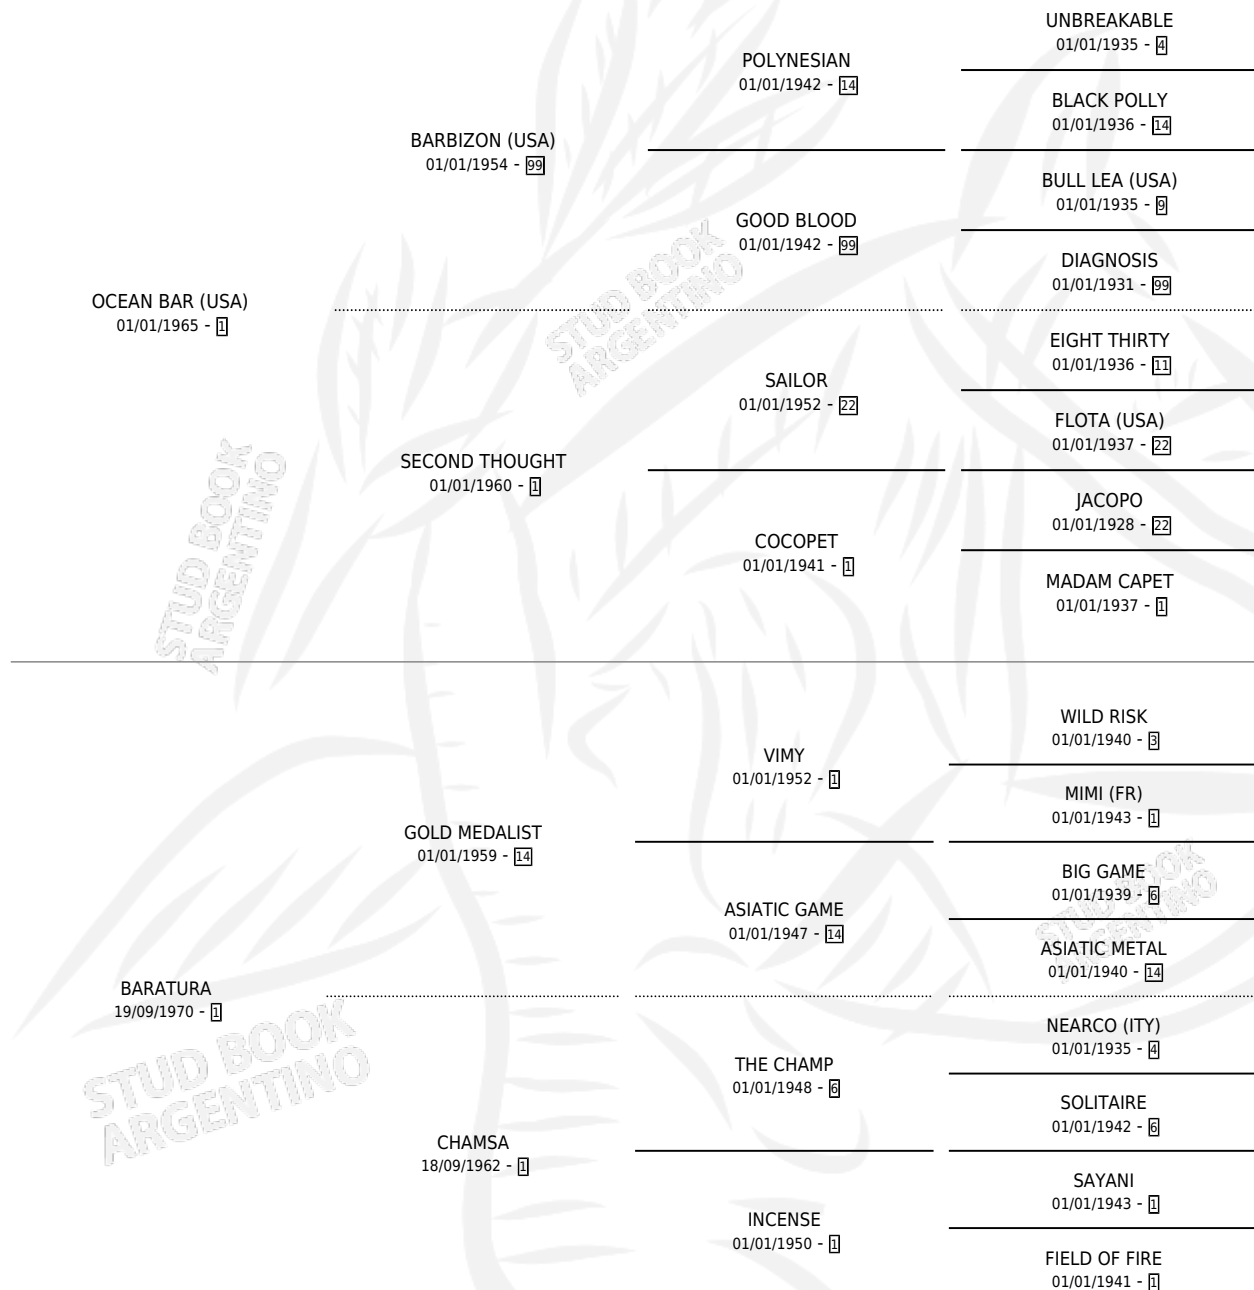 UNBREAKABLE
01/01/1935 - 4
POLYNESIAN
01/01/1942 - 14
BLACK POLLY
01/01/1936 - 14
BARBIZON (USA)
01/01/1954 - 99
BULL LEA (USA)
01/01/1935 - 9
GOOD BLOOD
01/01/1942 - 99
DIAGNOSIS
01/01/1931 - 99
OCEAN BAR (USA)
01/01/1965 - 1
EIGHT THIRTY
01/01/1936 - 11
SAILOR
01/01/1952 - 22
FLOTA (USA)
01/01/1937 - 22
SECOND THOUGHT
01/01/1960 - 1
JACOPO
01/01/1928 - 22
COCOPET
01/01/1941 - 1
MADAM CAPET
01/01/1937 - 1
STUD BOOK
ARGENTINO
STUD BOOK
ARGENTINO
WILD RISK
01/01/1940 - 3
VIMY
01/01/1952 - 1
MIMI (FR)
01/01/1943 - 1
GOLD MEDALIST
01/01/1959 - 14
BIG GAME
01/01/1939 - 6
ASIATIC GAME
01/01/1947 - 14
ASIATIC METAL
01/01/1940 - 14
BARATURA
19/09/1970 - 1
NEARCO (ITY)
01/01/1935 - 4
THE CHAMP
01/01/1948 - 6
SOLITAIRE
01/01/1942 - 6
CHAMSA
18/09/1962 - 1
SAYANI
01/01/1943 - 1
INCENSE
01/01/1950 - 1
FIELD OF FIRE
01/01/1941 - 1
STUD BOOK
ARGENTINO
STUD BOOK
ARGENTINO